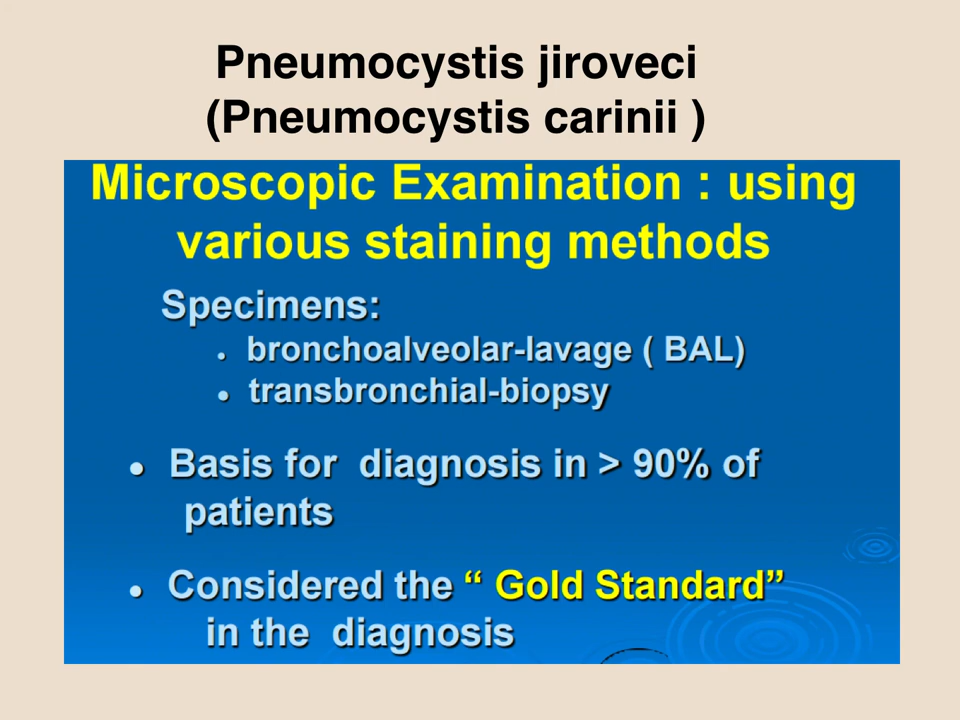 Pneumocystis jiroveci
(Pneumocystis carinii )
Microscopic Examination : using
various staining methods
Specimens:
• bronchoalveolar-lavage ( BAL)
• transbronchial-biopsy
• Basis for diagnosis in > 90% of
patients
• Considered the “ Gold Standard”
in the diagnosis